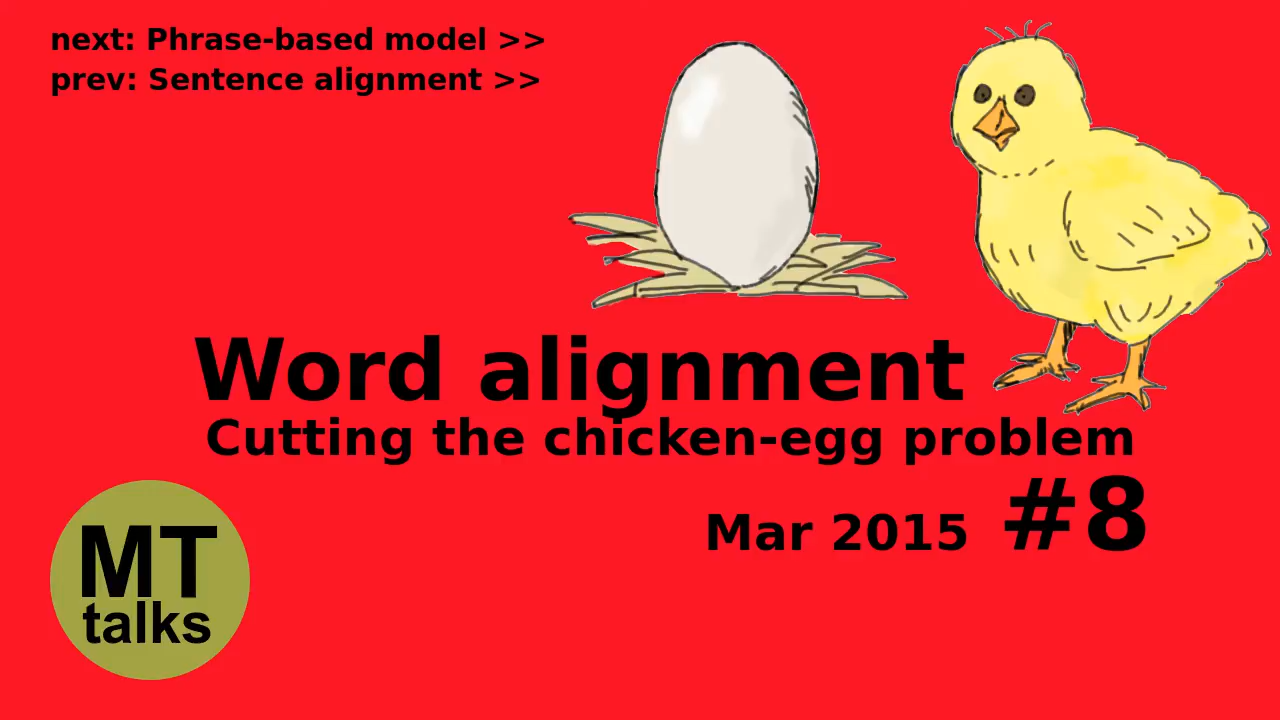 next: Phrase-based model >>
prev: Sentence alignment >>
Word alignment
Cutting the chicken-egg problem
Mar 2015 #8
MT
talks